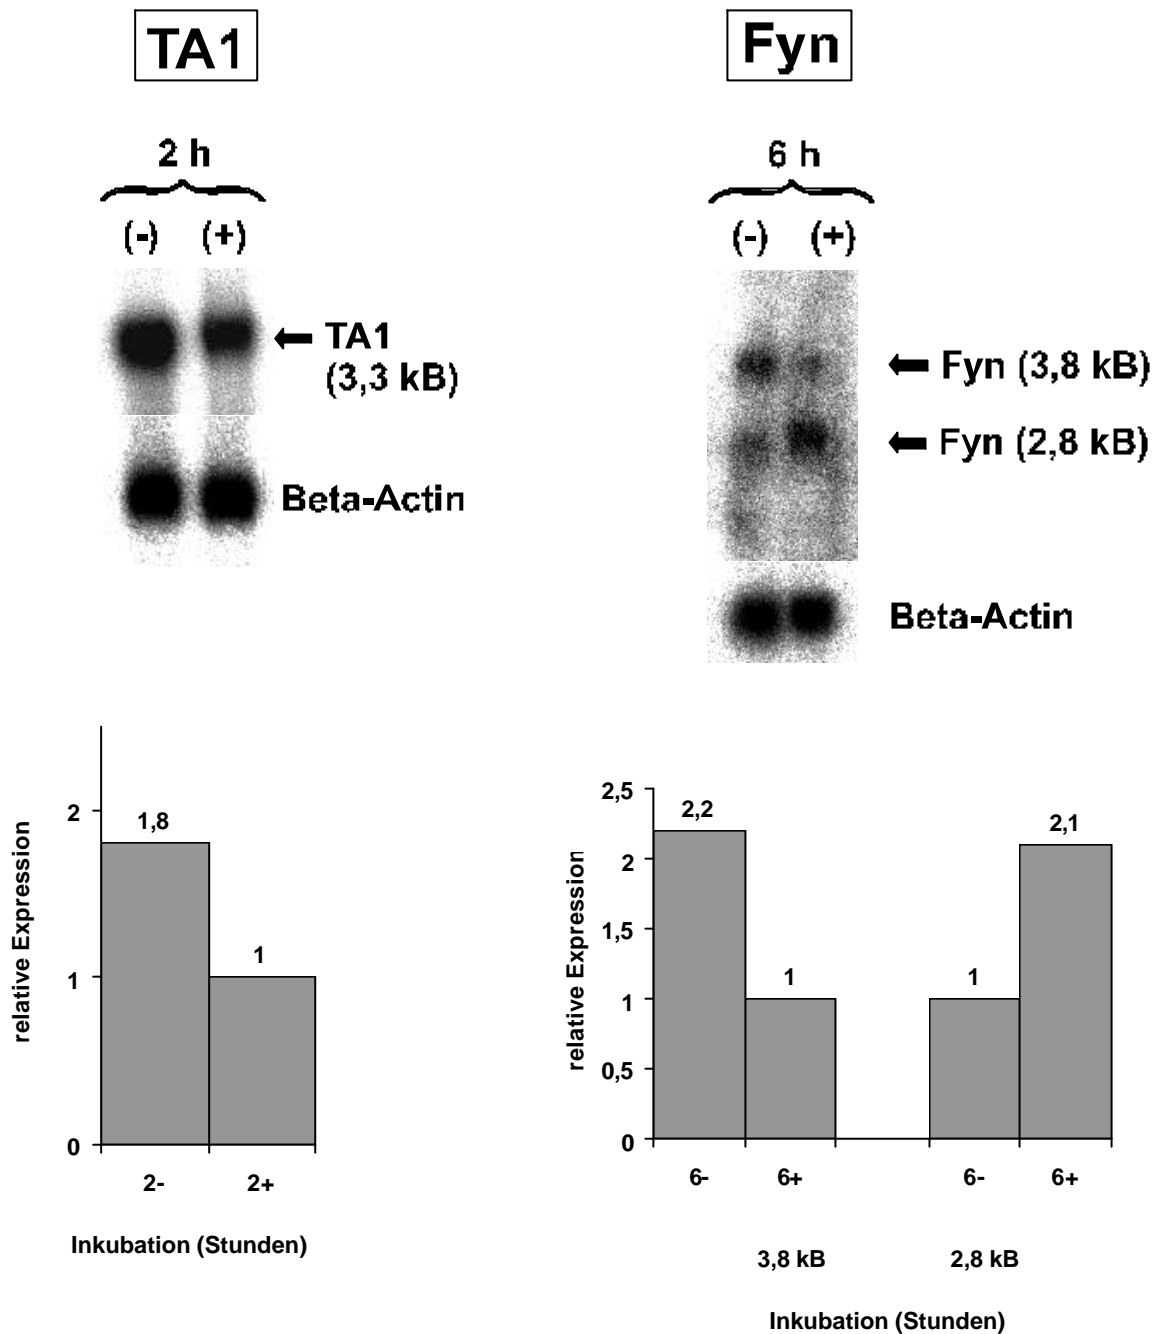 TA1
2 h
(-) (+)
TA1
(3,3 kB)
Beta-Actin
Fyn
6 h
(-) (+)
Fyn (3,8 kB)
Fyn (2,8 kB)
Beta-Actin
relative Expression
2
1
0
1,8
1
2- 2+
Inkubation (Stunden)
relative Expression
2,5
2
1,5
1
0,5
0
2,2
1
1
2,1
6- 6+ 6- 6+
3,8 kB 2,8 kB
Inkubation (Stunden)